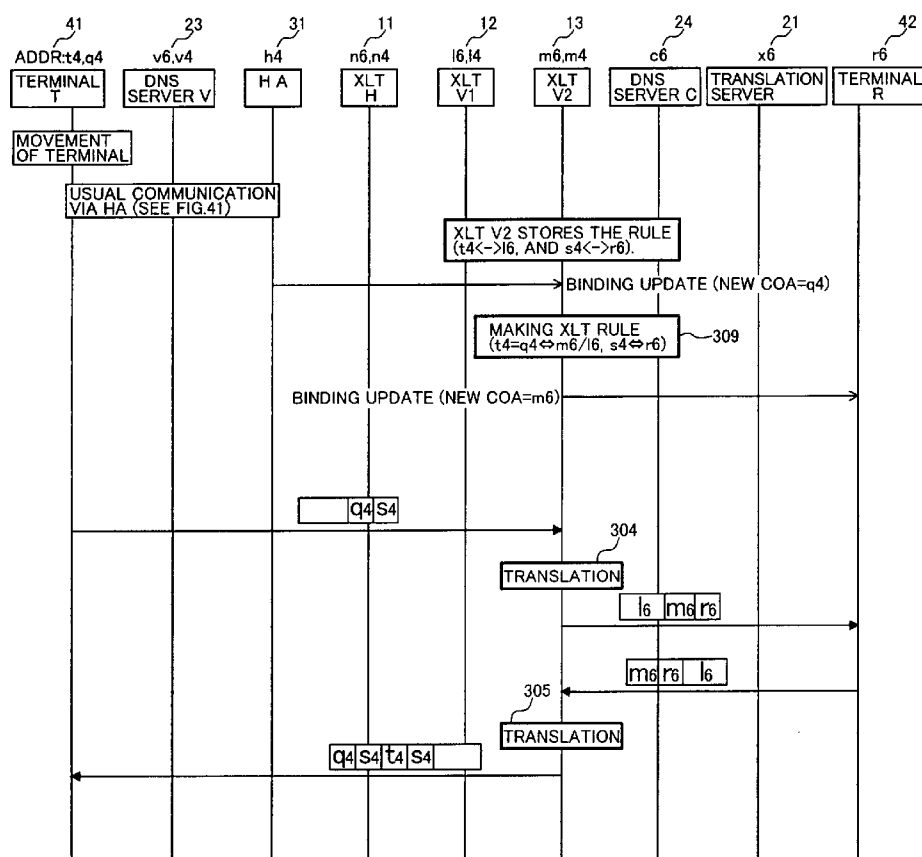 41 23 31 11 12 13 24 21 42
ADDR:t4,q4 v6,v4 h4 n6,n4 l6,l4 m6,m4 c6 x6 r6
TERMINAL T
DNS SERVER V
HA
XLT H
XLT V1
XLT V2
DNS SERVER C
TRANSLATION SERVER
TERMINAL R
MOVEMENT
OF TERMINAL
USUAL COMMUNICATION
VIA HA (SEE FIG.41)
XLT V2 STORES THE RULE
(t4<->l6, AND s4<->r6).
BINDING UPDATE (NEW COA=q4)
MAKING XLT RULE
(t4=q4⇔m6/l6, s4⇔r6)
309
BINDING UPDATE (NEW COA=m6)
q4 s4
304
TRANSLATION
l6 m6 r6
m6 r6 l6
305
TRANSLATION
q4 s4 t4 s4